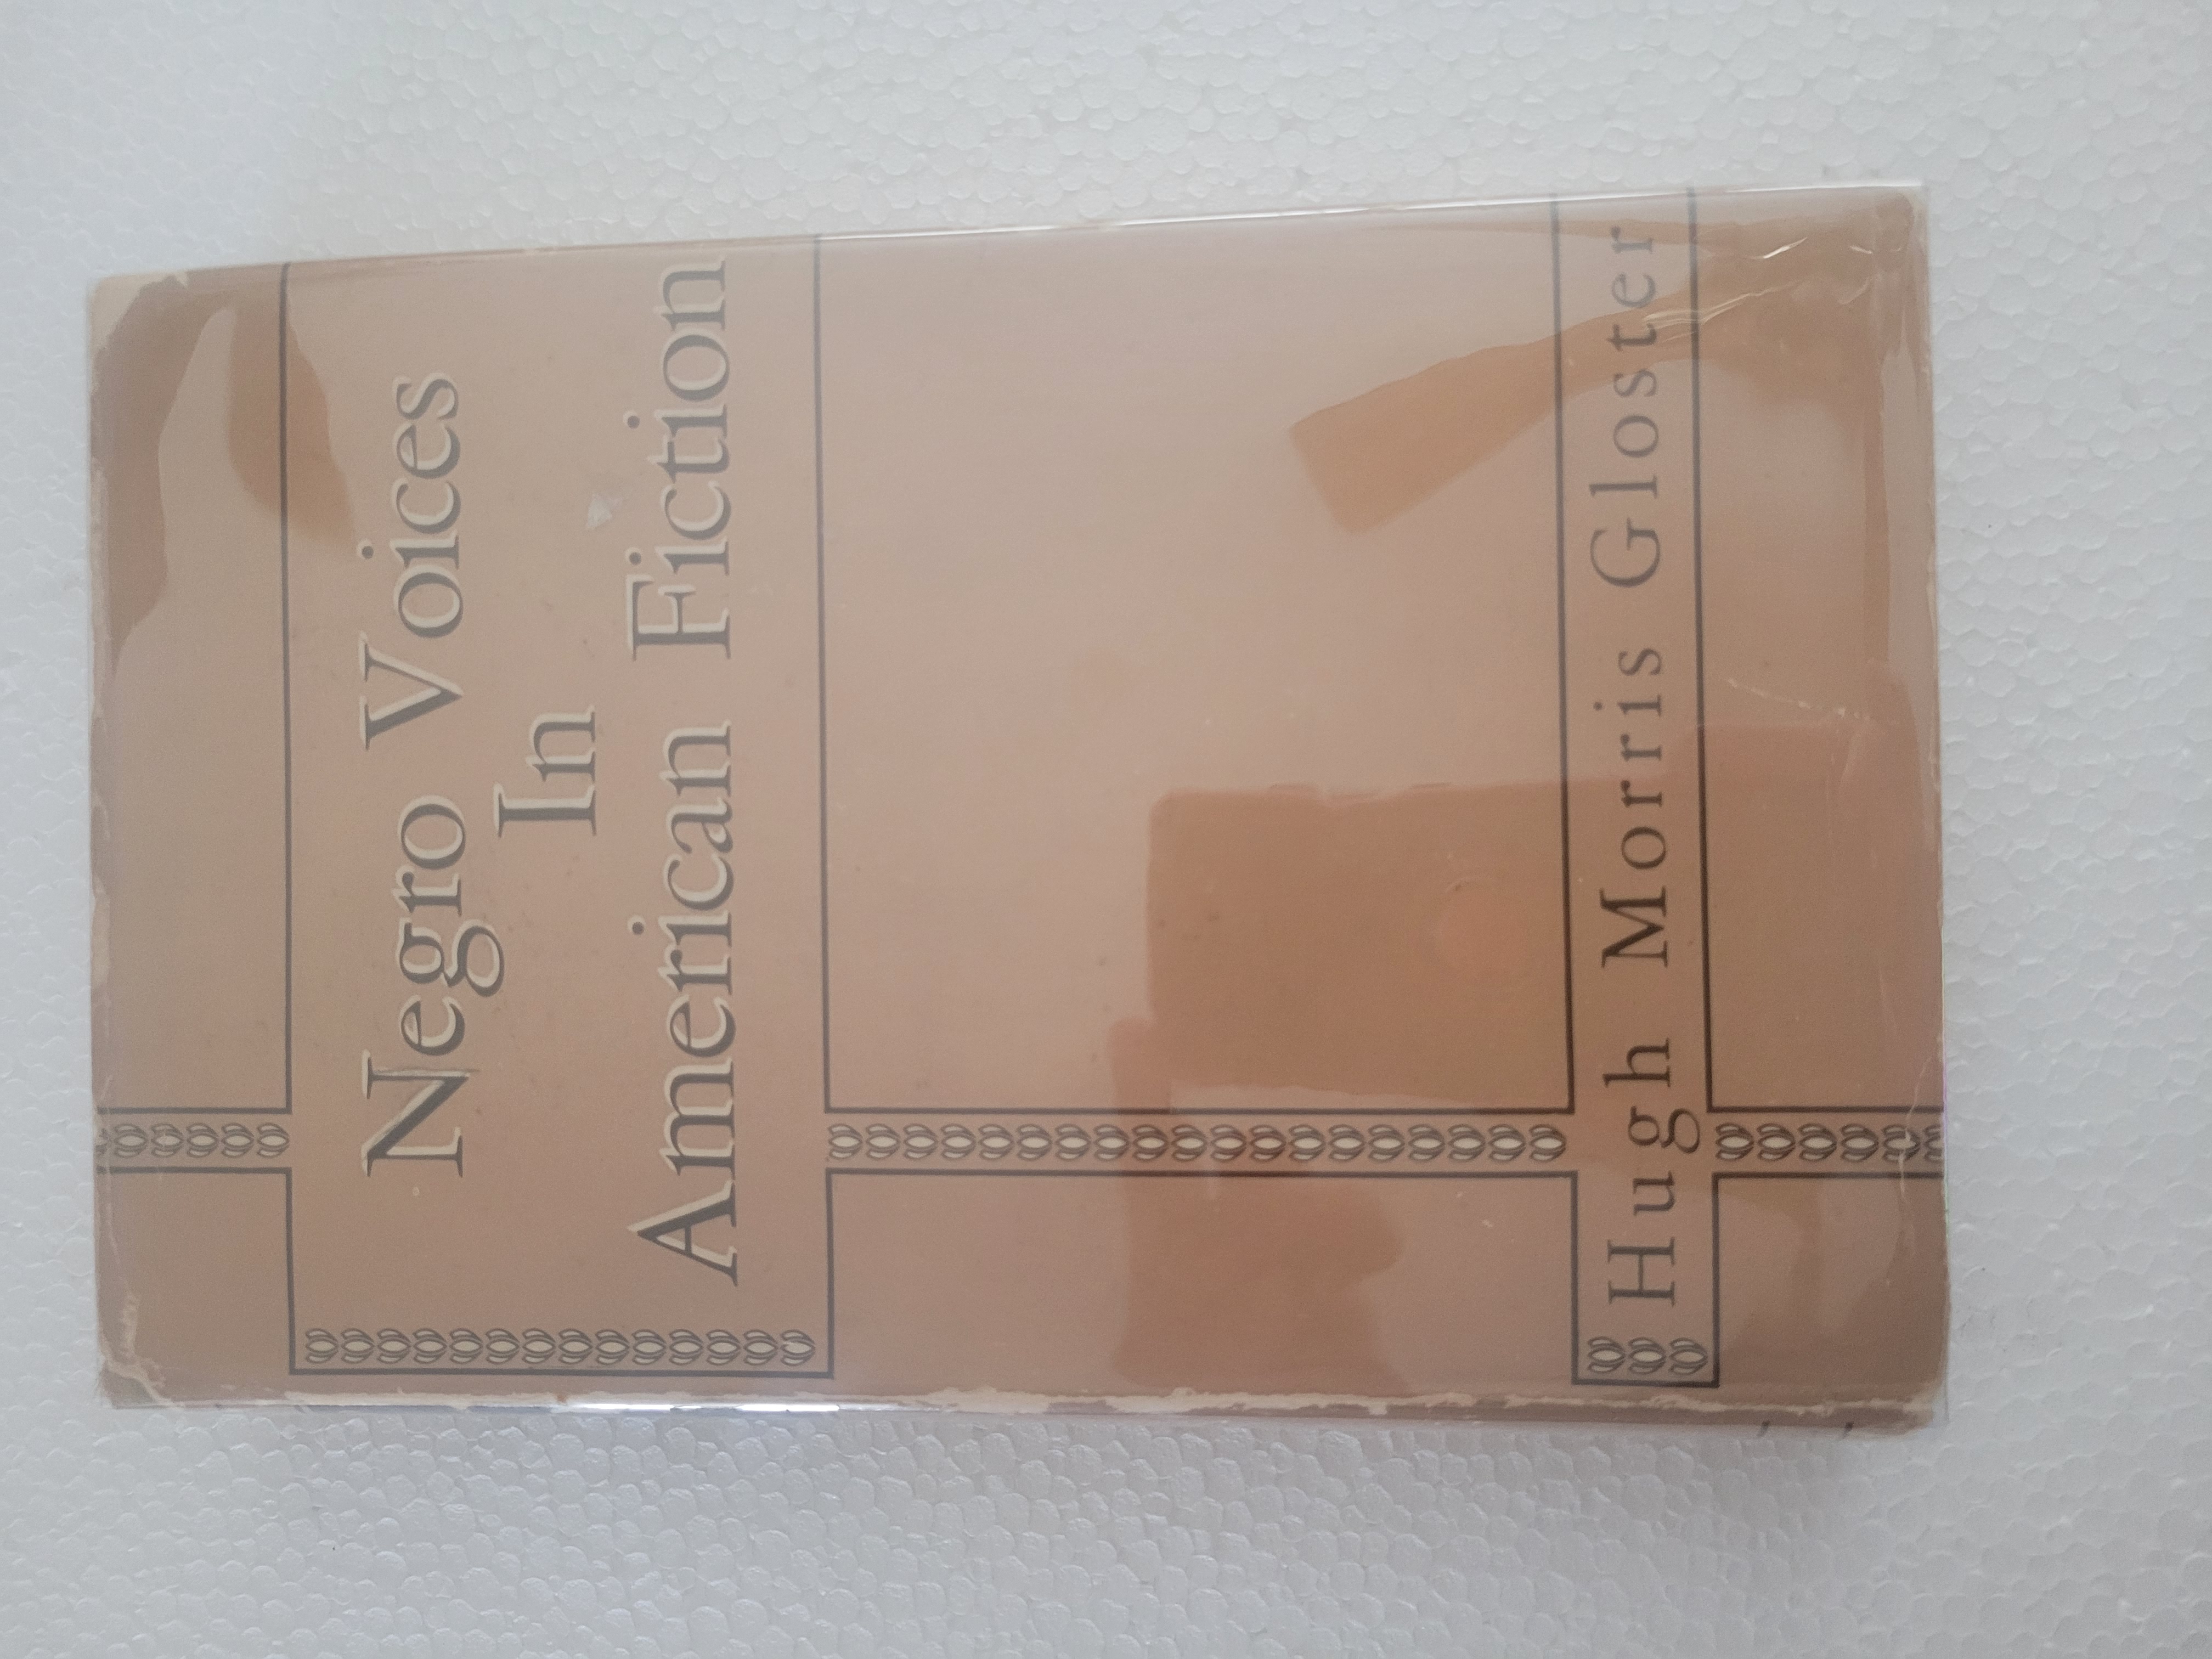 Negro Voices
In
American Fiction
Hugh Morris Gloster